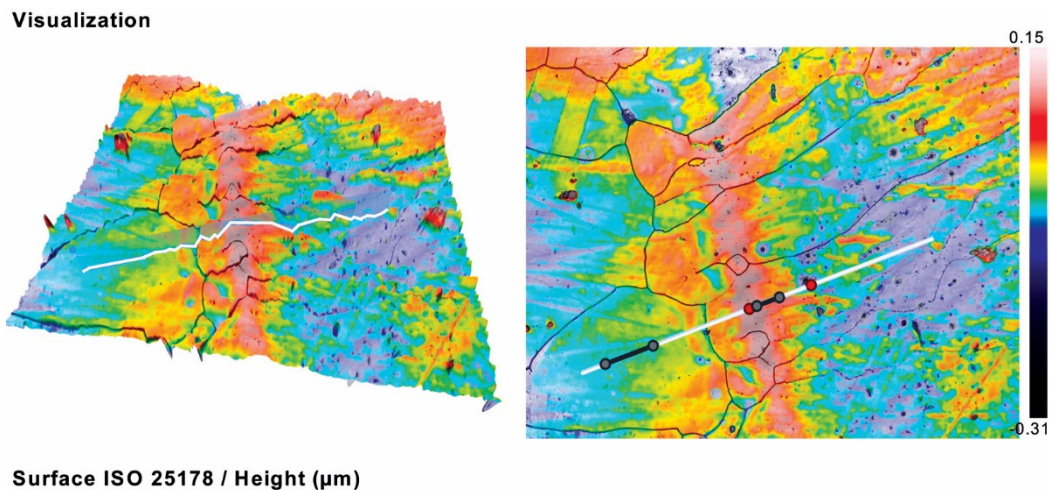 Visualization
0.15
-0.31
Surface ISO 25178 / Height (µm)